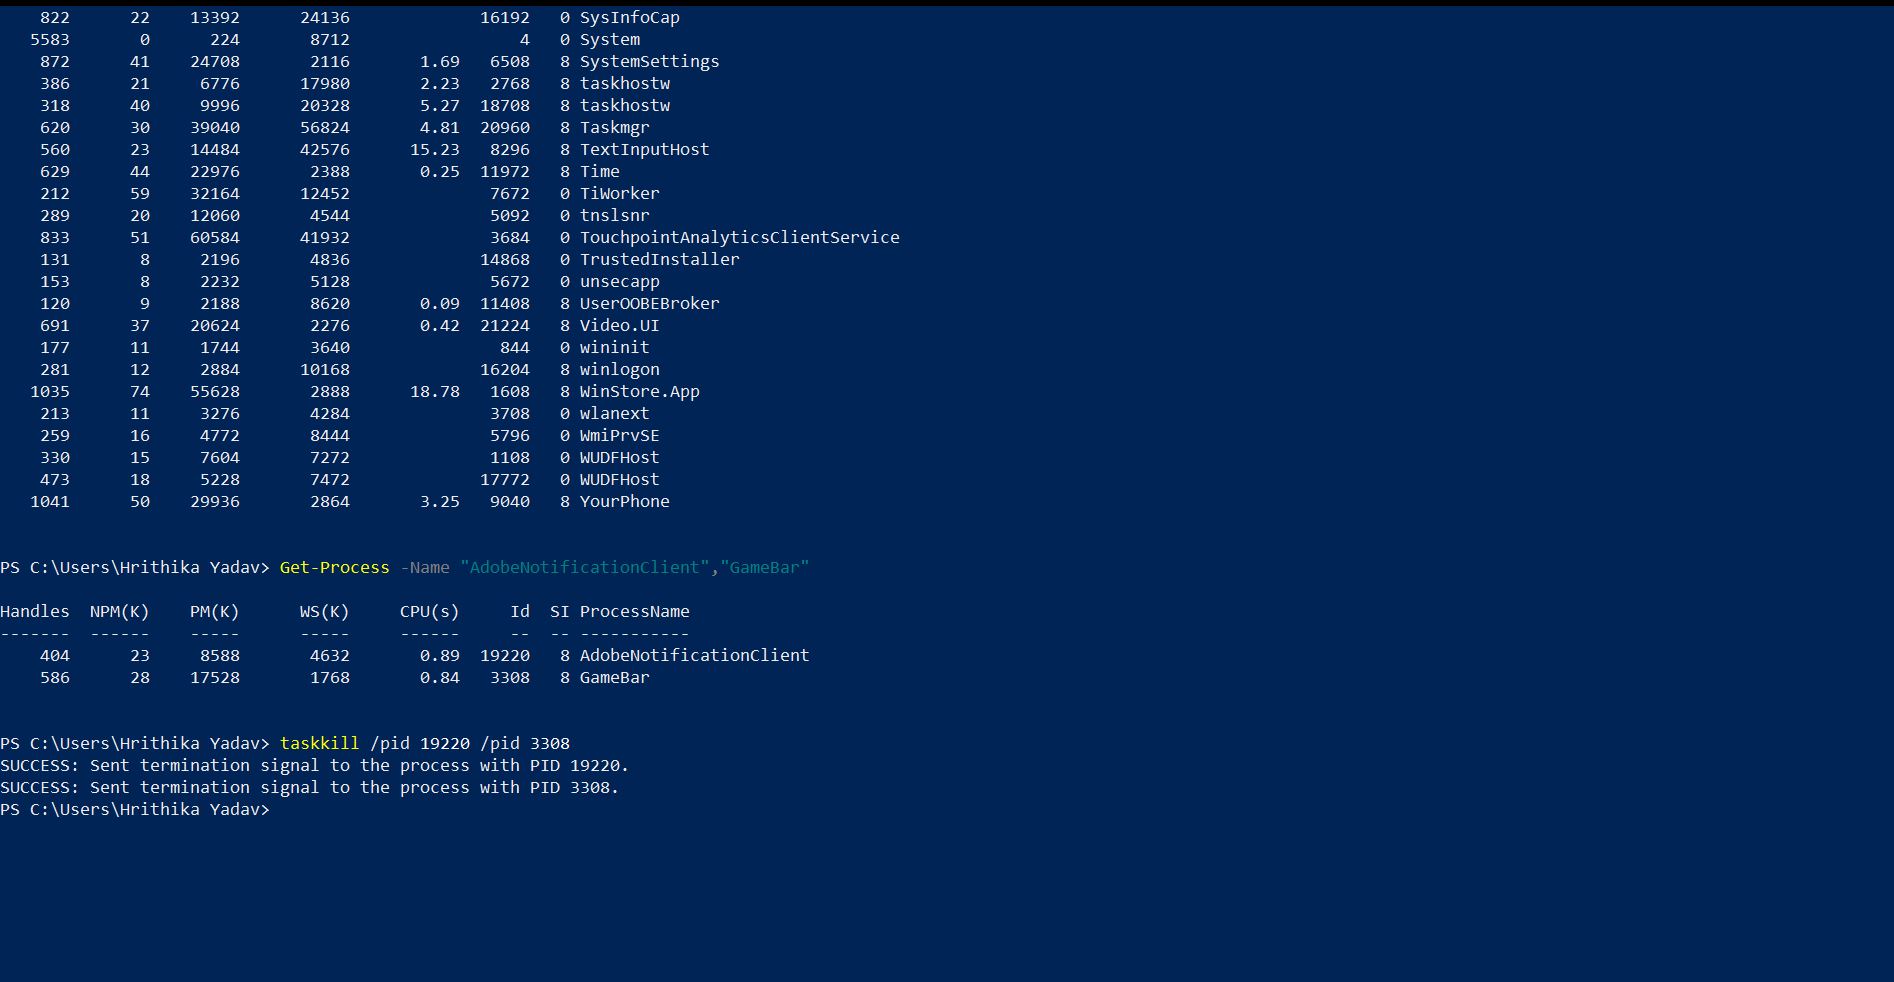 822 22 13392 24136 16192 0 SysInfoCap
5583 0 224 8712 4 0 System
872 41 24708 2116 1.69 6508 8 SystemSettings
386 21 6776 17980 2.23 2768 8 taskhostw
318 40 9996 20328 5.27 18708 8 taskhostw
620 30 39040 56824 4.81 20960 8 Taskmgr
560 23 14484 42576 15.23 8296 8 TextInputHost
629 44 22976 2388 0.25 11972 8 Time
212 59 32164 12452 7672 0 TiWorker
289 20 12060 4544 5092 0 tnslsnr
833 51 60584 41932 3684 0 TouchpointAnalyticsClientService
131 8 2196 4836 14868 0 TrustedInstaller
153 8 2232 5128 5672 0 unsecapp
120 9 2188 8620 0.09 11408 8 UserOOBEBroker
691 37 20624 2276 0.42 21224 8 Video.UI
177 11 1744 3640 844 0 wininit
281 12 2884 10168 16204 8 winlogon
1035 74 55628 2888 18.78 1608 8 WinStore.App
213 11 3276 4284 3708 0 wlanext
259 16 4772 8444 5796 0 WmiPrvSE
330 15 7604 7272 1108 0 WUDFHost
473 18 5228 7472 17772 0 WUDFHost
1041 50 29936 2864 3.25 9040 8 YourPhone
PS C:\Users\Hrithika Yadav> Get-Process -Name "AdobeNotificationClient","GameBar"
Handles NPM(K) PM(K) WS(K) CPU(s) Id SI ProcessName
------- ------ ----- ----- ------ -- -- -----------
404 23 8588 4632 0.89 19220 8 AdobeNotificationClient
586 28 17528 1768 0.84 3308 8 GameBar
PS C:\Users\Hrithika Yadav> taskkill /pid 19220 /pid 3308
SUCCESS: Sent termination signal to the process with PID 19220.
SUCCESS: Sent termination signal to the process with PID 3308.
PS C:\Users\Hrithika Yadav>